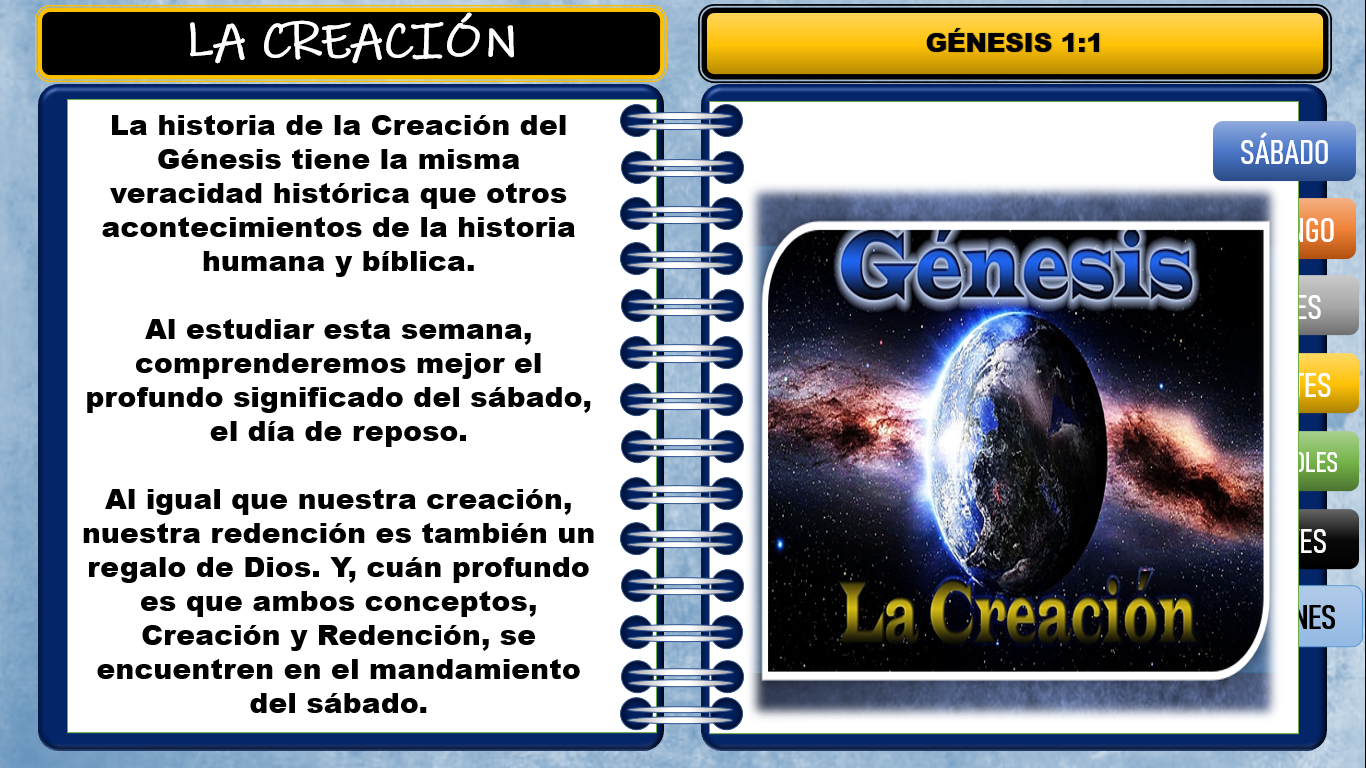 LA CREACIÓN
GÉNESIS 1:1
La historia de la Creación del
Génesis tiene la misma
veracidad histórica que otros
acontecimientos de la historia
humana y bíblica.
Al estudiar esta semana,
comprenderemos mejor el
profundo significado del sábado,
el día de reposo.
Al igual que nuestra creación,
nuestra redención es también un
regalo de Dios. Y, cuán profundo
es que ambos conceptos,
Creación y Redención, se
encuentren en el mandamiento
del sábado.
Génesis
La Creación
SÁBADO
NGO
ES
TES
OLES
ES
NES